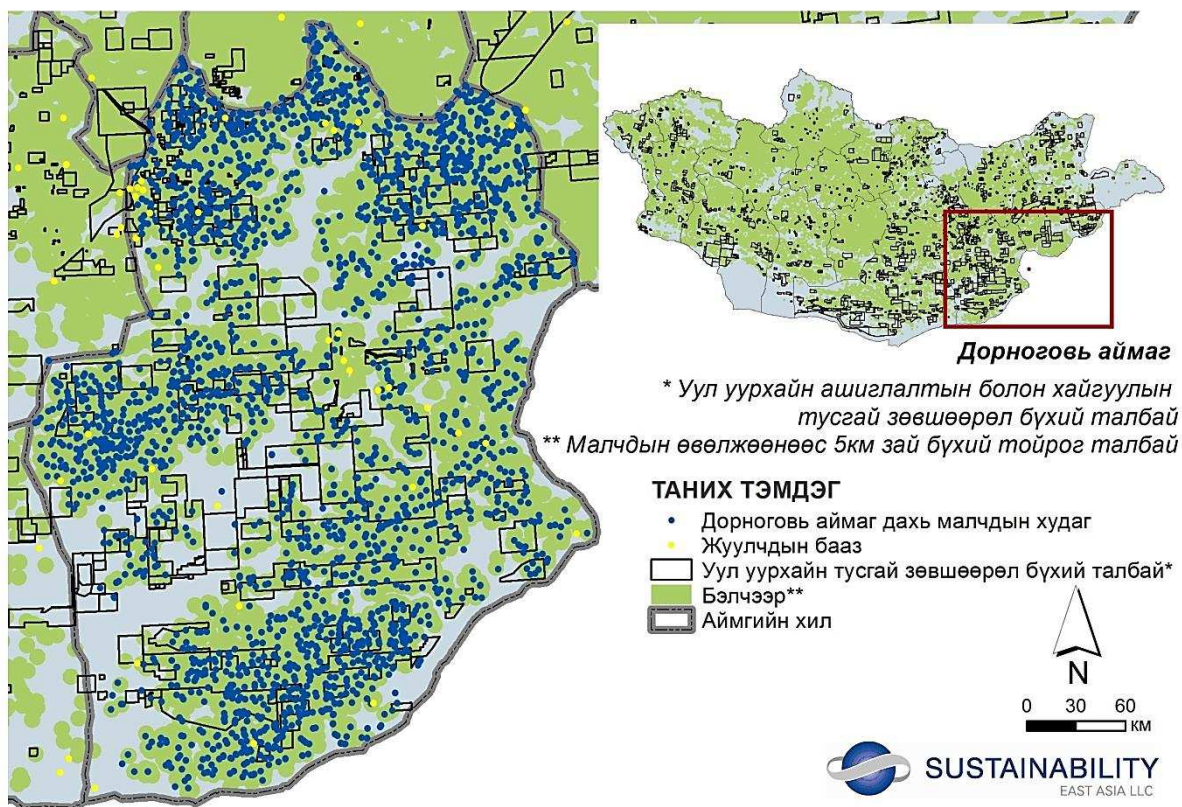 Дорноговь аймаг
* Уул уурхайн ашиглалтын болон хайгуулын
тусгай зөвшөөрөл бүхий талбай
** Малчдын өвөлжөөнөөс 5км зай бүхий тойрог талбай
ТАНИХ ТЭМДЭГ
Дорноговь аймаг дахь малчдын худаг
Жуулчдын бааз
Уул уурхайн тусгай зөвшөөрөл бүхий талбай*
Бэлчээр**
Аймгийн хил
N
0 30 60
КМ
SUSTAINABILITY
EAST ASIA LLC